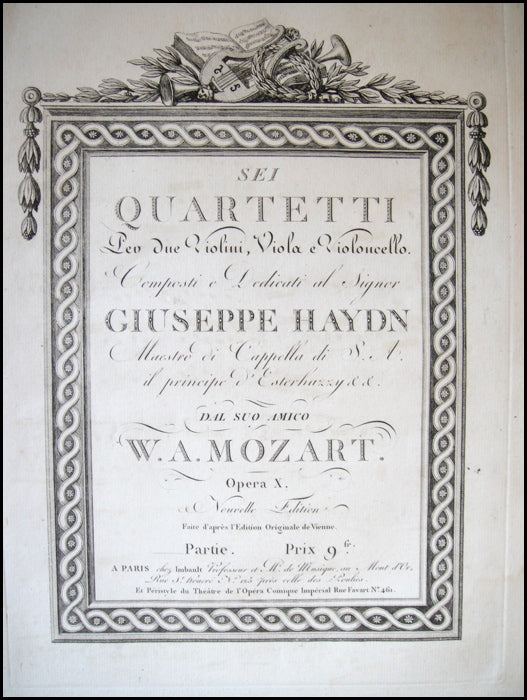 SEI
QUARTETTI
Per due Violini, Viola e Violoncello.
Composti e Dedicati al Signor
GIUSEPPE HAYDN
Maestro di Cappella di S. A.
il principe d'Esterhazzy &. &.
DAL SUO AMICO
W. A. MOZART.
Opera X.
Nouvelle Edition
Faite d'après l'Edition Originale de Vienne.
Partie. Prix 9 fr.
A PARIS chez Imbault Professeur et Md. de Musique, au Mont d'Or,
Rue St. Honoré No. 125 près celle des Poulies.
Et Péristyle du Théatre de l'Opéra Comique Impérial Rue Favart No. 461.